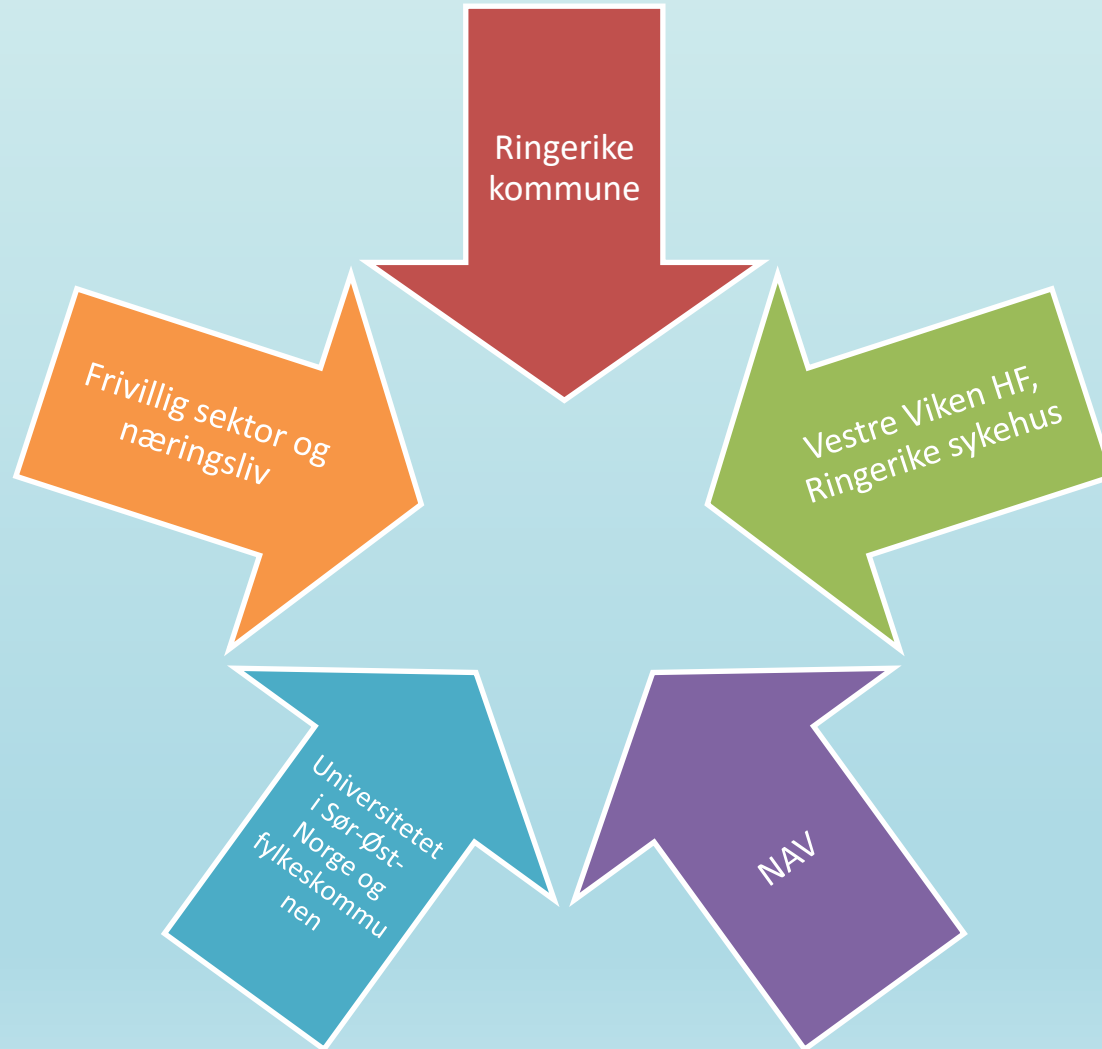 Ringerike
kommune
Vestre Viken HF,
Ringerike sykehus
NAV
Universitetet
i Sør-Øst-
Norge og
fylkeskommu
nen
Frivillig sektor og
næringsliv